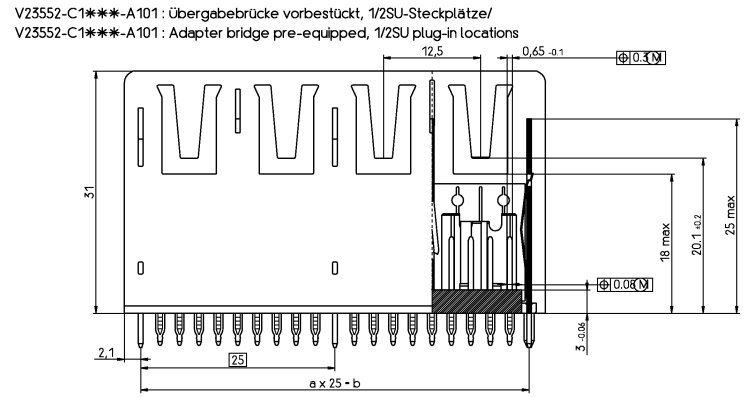 V23552-C1***-A101 : Übergabebrücke vorbestückt, 1/2SU-Steckplätze/
V23552-C1***-A101 : Adapter bridge pre-equipped, 1/2SU plug-in locations
12,5
0,65 -0.1
⌖ 0.3 Ⓜ
31
18 max
20.1 ±0.2
25 max
⌖ 0.08 Ⓜ
3 -0.06
2,1
25
a x 25 - b